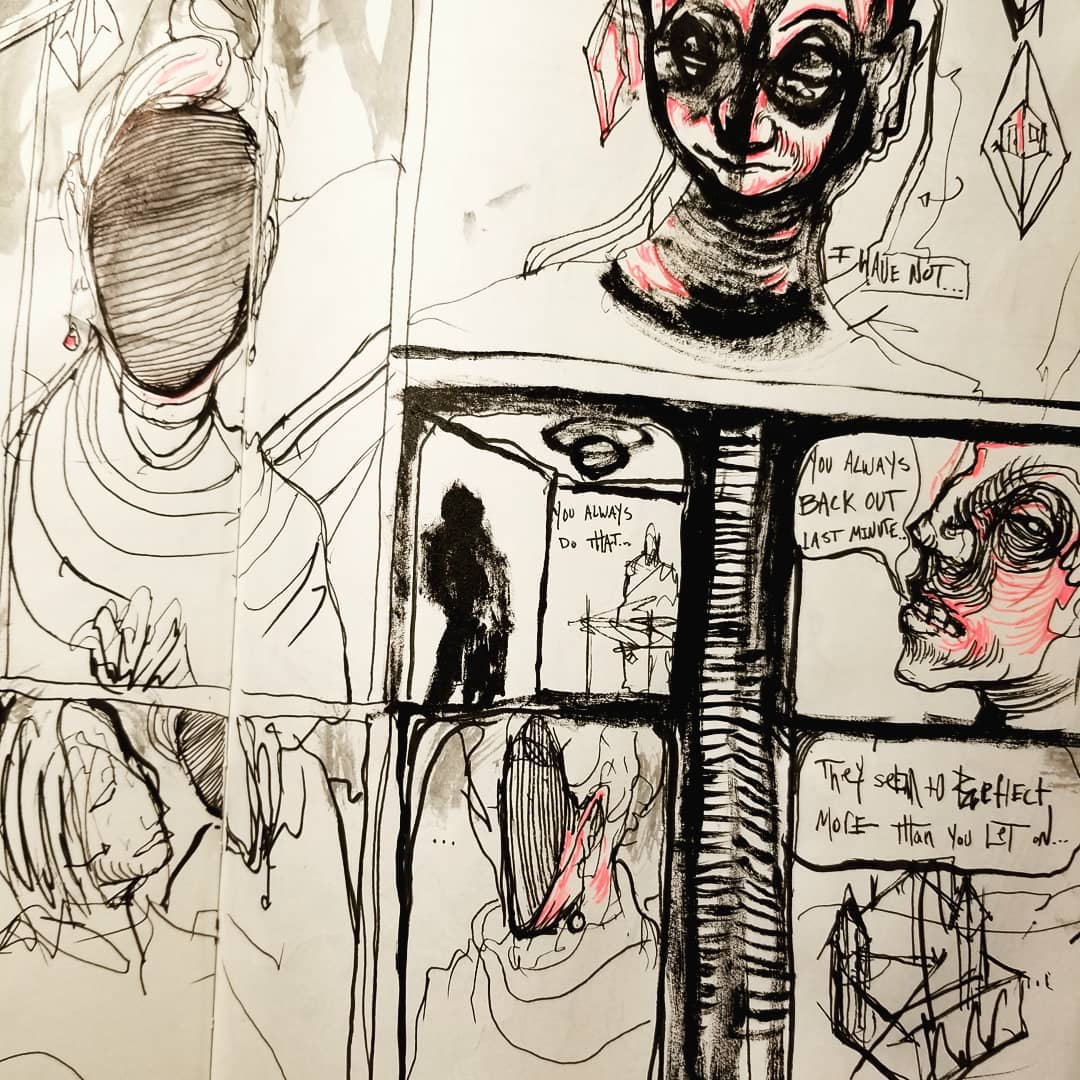 I HAVE NOT...
YOU ALWAYS
DO THAT...
YOU ALWAYS
BACK OUT
LAST MINUTE..
...
THEY SEEM TO REFLECT
MORE THAN YOU LET ON...
...